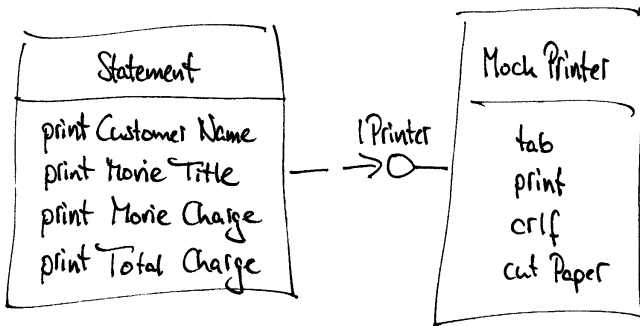 Statement
print Customer Name
print Movie Title
print Movie Charge
print Total Charge
IPrinter
Mock Printer
tab
print
crlf
cut Paper